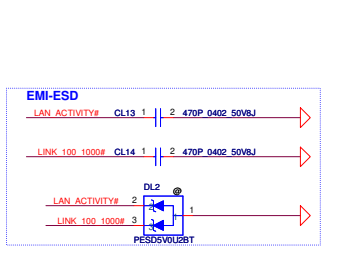 EMI-ESD
LAN_ACTIVITY# CL13 1 2 470P_0402_50V8J
LINK_100_1000# CL14 1 2 470P_0402_50V8J
DL2 @
LAN_ACTIVITY# 2 1
LINK_100_1000# 3
PESD5V0U2BT